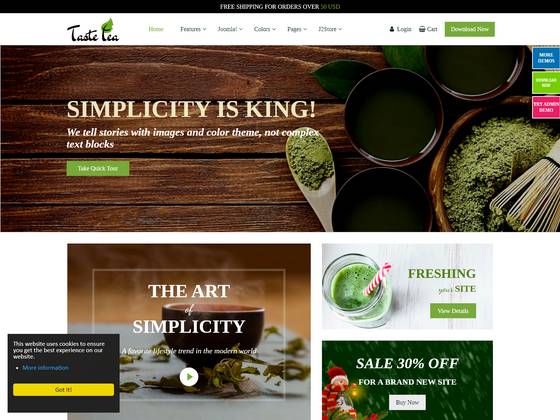 FREE SHIPPING FOR ORDERS OVER 50 USD
Taste Tea
Home Features Joomla! Colors Pages J2Store Login Cart Download Now
MORE
DEMOS
DOWNLOAD
NOW
TRY ADMIN
DEMO
SIMPLICITY IS KING!
We tell stories with images and color theme, not complex
text blocks
Take Quick Tour
THE ART
of
SIMPLICITY
A favorite lifestyle trend in the modern world
FRESHING
your SITE
View Details
SALE 30% OFF
FOR A BRAND NEW SITE
Buy Now
This website uses cookies to ensure
you get the best experience on our
website.
More information
Got It!